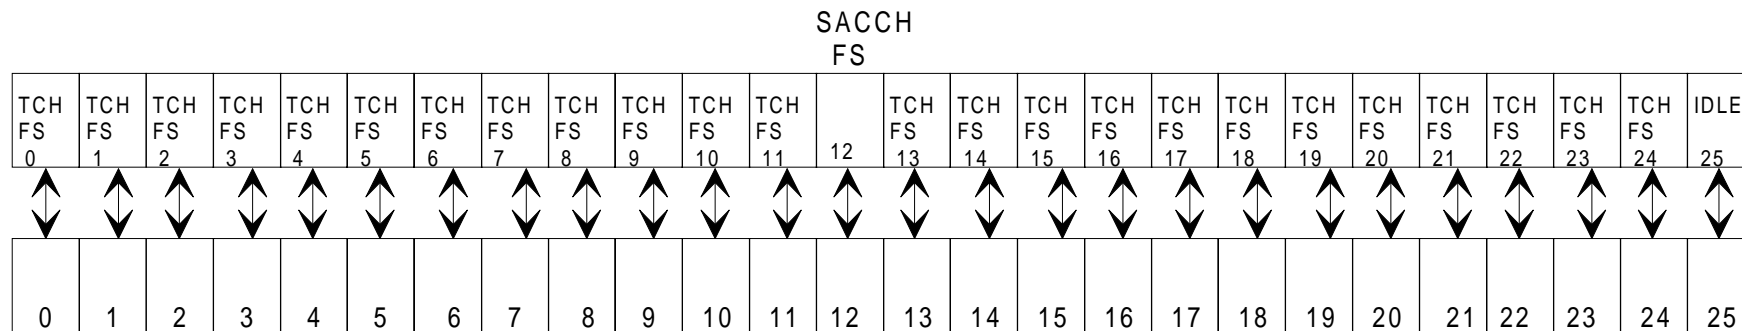 SACCH
FS
TCH TCH TCH TCH TCH TCH TCH TCH TCH TCH TCH TCH TCH TCH TCH TCH TCH TCH TCH TCH TCH TCH TCH TCH IDLE
FS FS FS FS FS FS FS FS FS FS FS FS FS FS FS FS FS FS FS FS FS FS FS FS
0 1 2 3 4 5 6 7 8 9 10 11 12 13 14 15 16 17 18 19 20 21 22 23 24 25
0 1 2 3 4 5 6 7 8 9 10 11 12 13 14 15 16 17 18 19 20 21 22 23 24 25